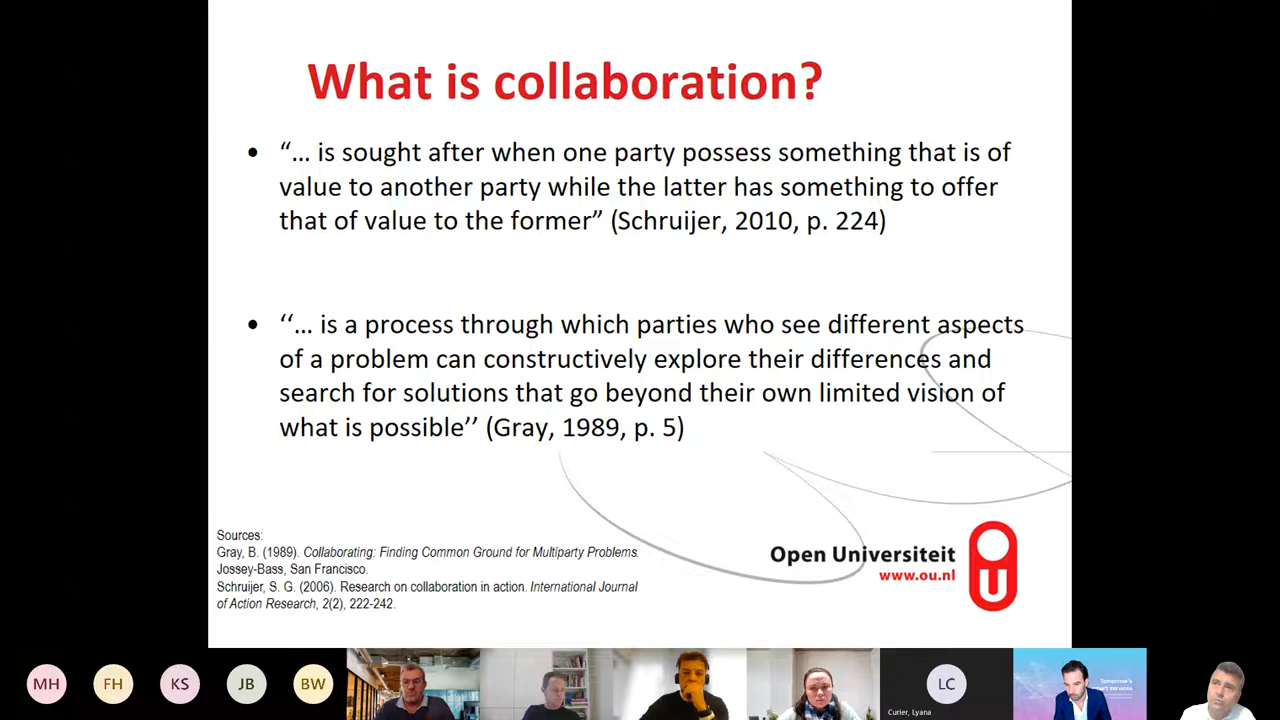 What is collaboration?
• “... is sought after when one party possess something that is of
value to another party while the latter has something to offer
that of value to the former” (Schruijer, 2010, p. 224)
• ‘‘... is a process through which parties who see different aspects
of a problem can constructively explore their differences and
search for solutions that go beyond their own limited vision of
what is possible’’ (Gray, 1989, p. 5)
Sources:
Gray, B. (1989). Collaborating: Finding Common Ground for Multiparty Problems.
Jossey-Bass, San Francisco.
Schruijer, S. G. (2006). Research on collaboration in action. International Journal
of Action Research, 2(2), 222-242.
Open Universiteit
www.ou.nl
MH
FH
KS
JB
BW
LC
Curier, Lyana
Tomorrow's
smart services